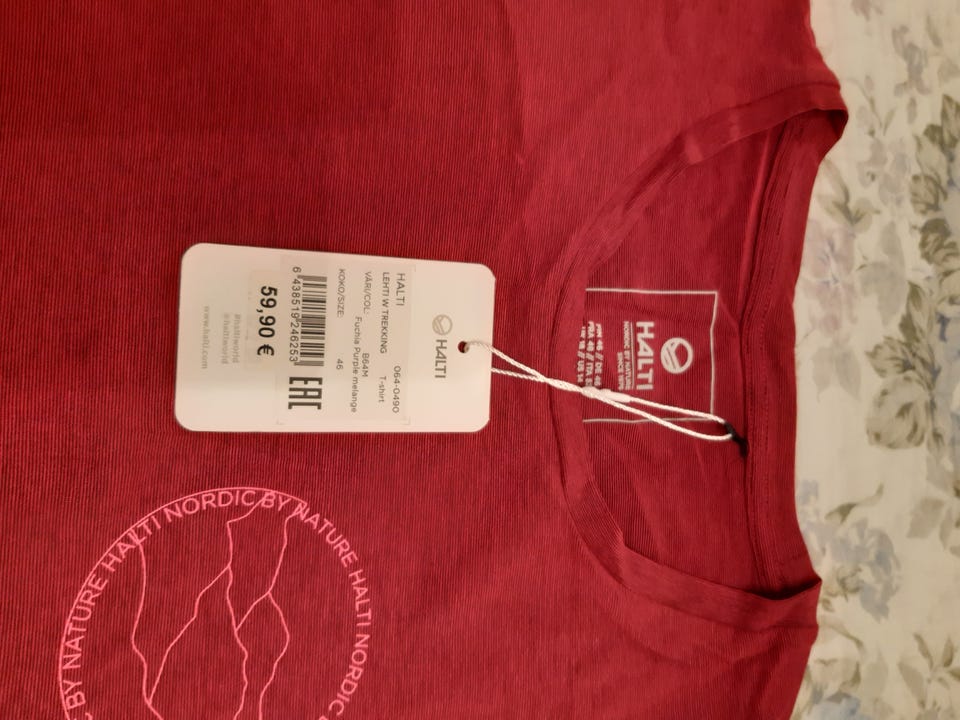 HALTI
HALTI
064-0490
LEHTI W TREKKING
T-shirt
VÄRI/COL:
B64M
Fuchia Purple melange
KOKO/SIZE:
46
6 438519 246253
EAC
59,90 €
#haltiworld
@haltiworld
www.halti.com
HALTI
NORDIC BY NATURE
SINCE 1976
BY NATURE HALTI NORDIC BY NATURE HALTI NORDIC